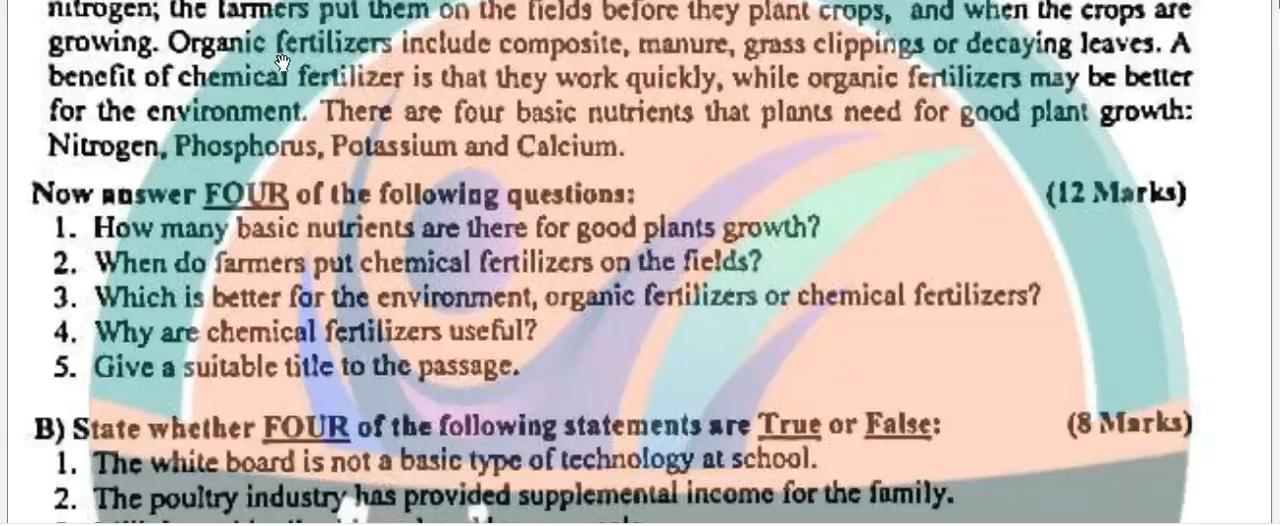 nitrogen; the farmers put them on the fields before they plant crops, and when the crops are
growing. Organic fertilizers include composite, manure, grass clippings or decaying leaves. A
benefit of chemical fertilizer is that they work quickly, while organic fertilizers may be better
for the environment. There are four basic nutrients that plants need for good plant growth:
Nitrogen, Phosphorus, Potassium and Calcium.
Now answer FOUR of the following questions: (12 Marks)
1. How many basic nutrients are there for good plants growth?
2. When do farmers put chemical fertilizers on the fields?
3. Which is better for the environment, organic fertilizers or chemical fertilizers?
4. Why are chemical fertilizers useful?
5. Give a suitable title to the passage.
B) State whether FOUR of the following statements are True or False: (8 Marks)
1. The white board is not a basic type of technology at school.
2. The poultry industry has provided supplemental income for the family.